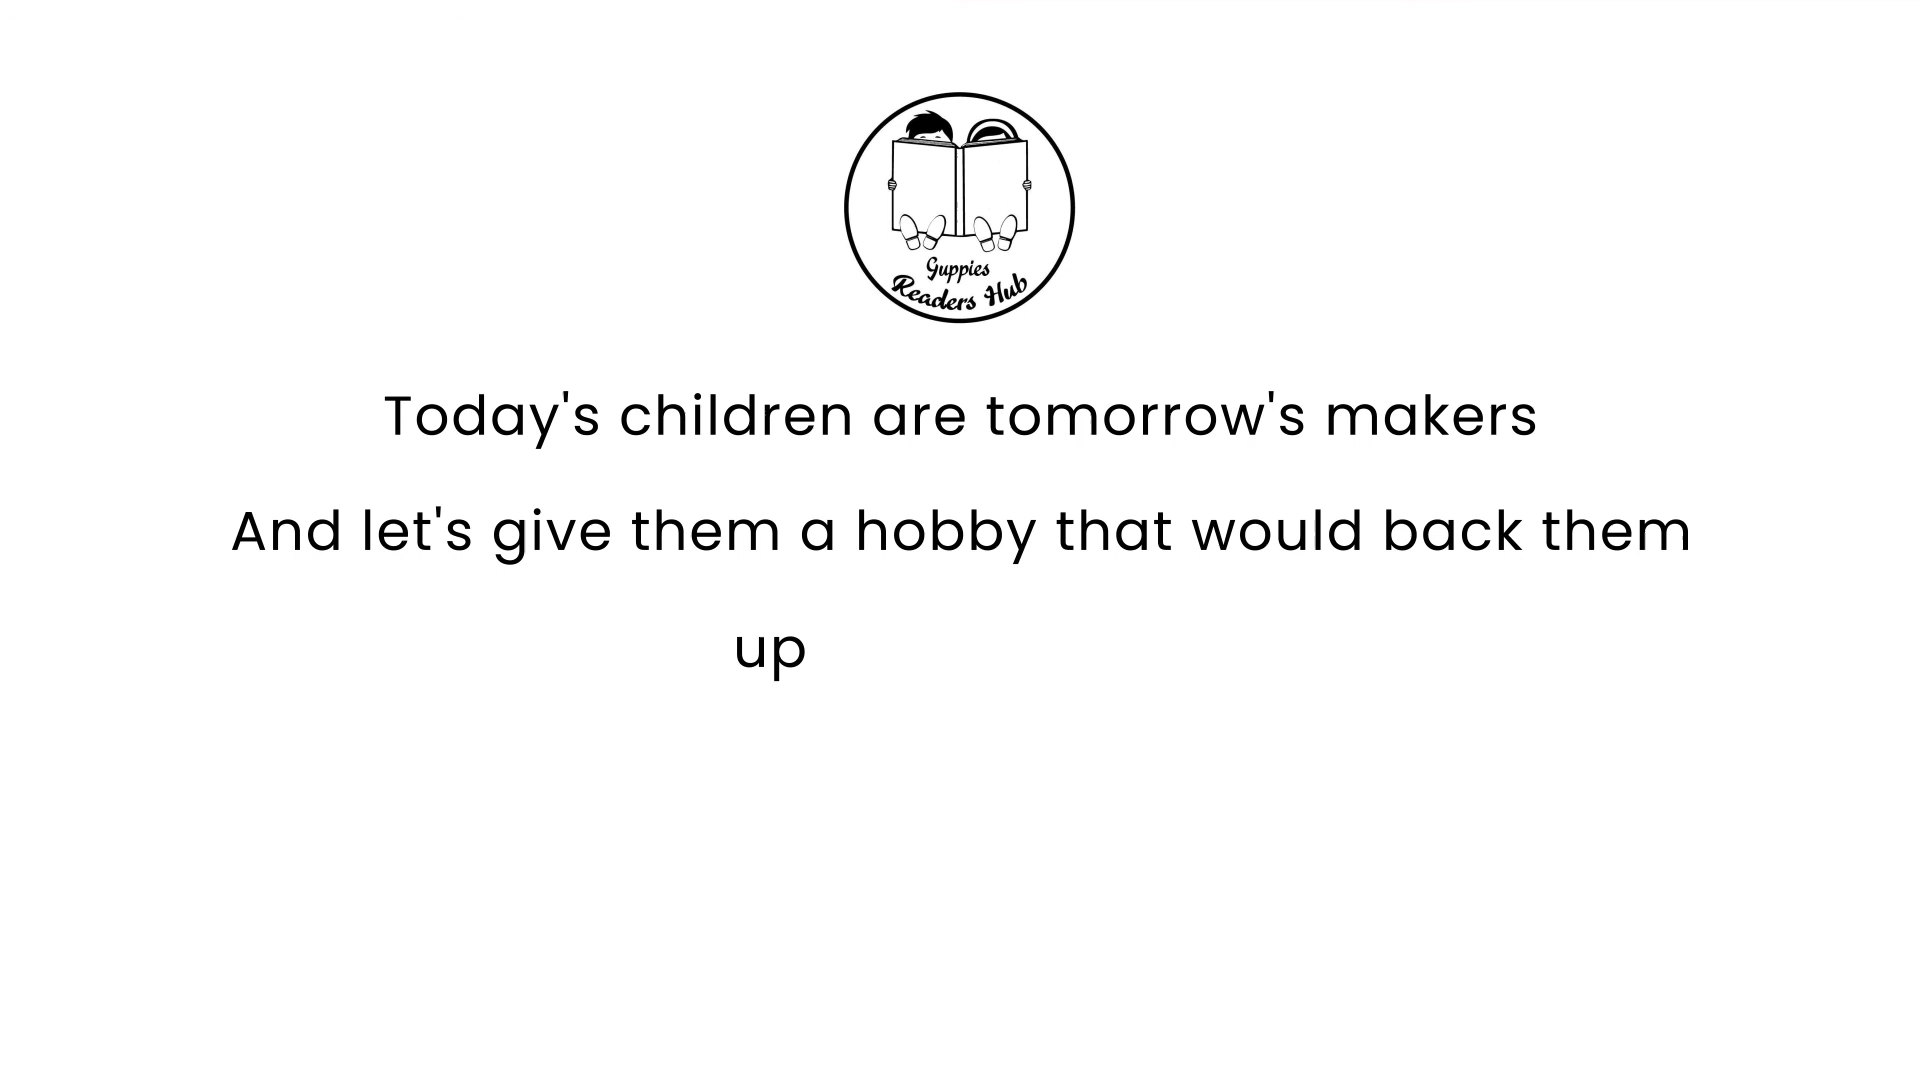 Guppies
Readers Hub
Today's children are tomorrow's makers
And let's give them a hobby that would back them
up